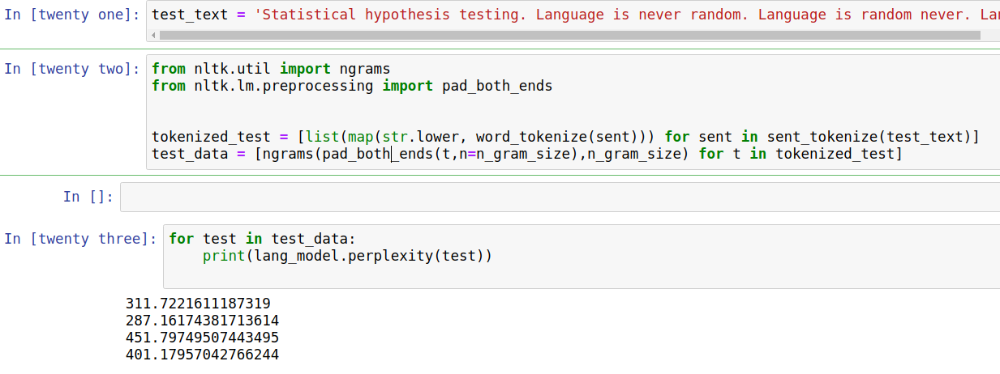 In [twenty one]: test_text = 'Statistical hypothesis testing. Language is never random. Language is random never.
In [twenty two]: from nltk.util import ngrams
from nltk.lm.preprocessing import pad_both_ends
tokenized_test = [list(map(str.lower, word_tokenize(sent))) for sent in sent_tokenize(test_text)]
test_data = [ngrams(pad_both_ends(t,n=n_gram_size),n_gram_size) for t in tokenized_test]
In []:
In [twenty three]: for test in test_data:
print(lang_model.perplexity(test))
311.7221611187319
287.16174381713614
451.79749507443495
401.17957042766244